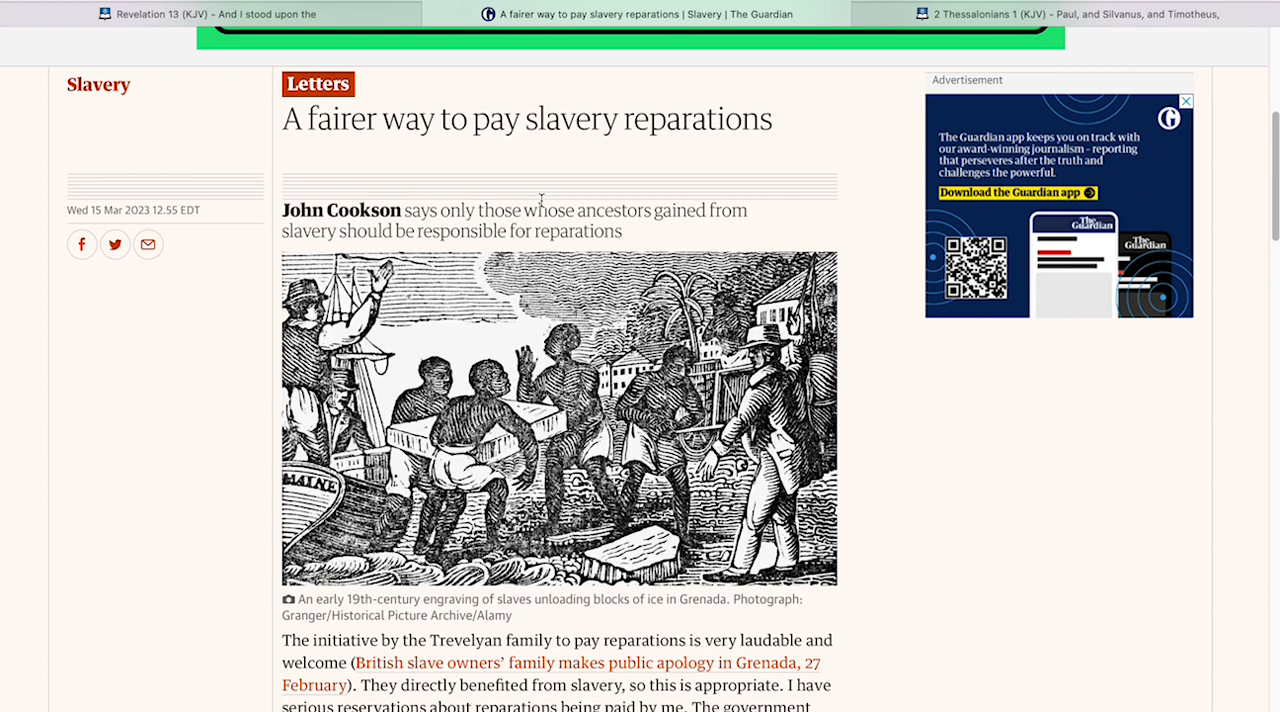 Revelation 13 (KJV) - And I stood upon the
A fairer way to pay slavery reparations | Slavery | The Guardian
2 Thessalonians 1 (KJV) - Paul, and Silvanus, and Timotheus,
Slavery
Wed 15 Mar 2023 12.55 EDT
Letters
A fairer way to pay slavery reparations
John Cookson says only those whose ancestors gained from
slavery should be responsible for reparations
MAINE
An early 19th-century engraving of slaves unloading blocks of ice in Grenada. Photograph:
Granger/Historical Picture Archive/Alamy
The initiative by the Trevelyan family to pay reparations is very laudable and
welcome (British slave owners' family makes public apology in Grenada, 27
February). They directly benefited from slavery, so this is appropriate. I have
serious reservations about reparations being paid by me. The government
Advertisement
The Guardian app keeps you on track with
our award-winning journalism – reporting
that perseveres after the truth and
challenges the powerful.
Download the Guardian app
The
Guardian
The
Guardian